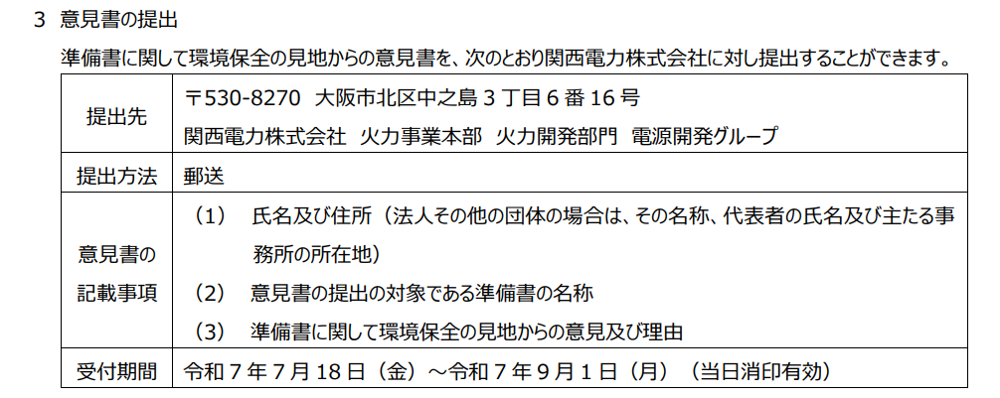 3 意見書の提出
準備書に関して環境保全の見地からの意見書を、次のとおり関西電力株式会社に対し提出することができます。
提出先
〒530-8270 大阪市北区中之島3丁目6番16号
関西電力株式会社 火力事業本部 火力開発部門 電源開発グループ
提出方法
郵送
意見書の
記載事項
(1) 氏名及び住所（法人その他の団体の場合は、その名称、代表者の氏名及び主たる事
務所の所在地）
(2) 意見書の提出の対象である準備書の名称
(3) 準備書に関して環境保全の見地からの意見及び理由
受付期間
令和7年7月18日（金）～令和7年9月1日（月）（当日消印有効）